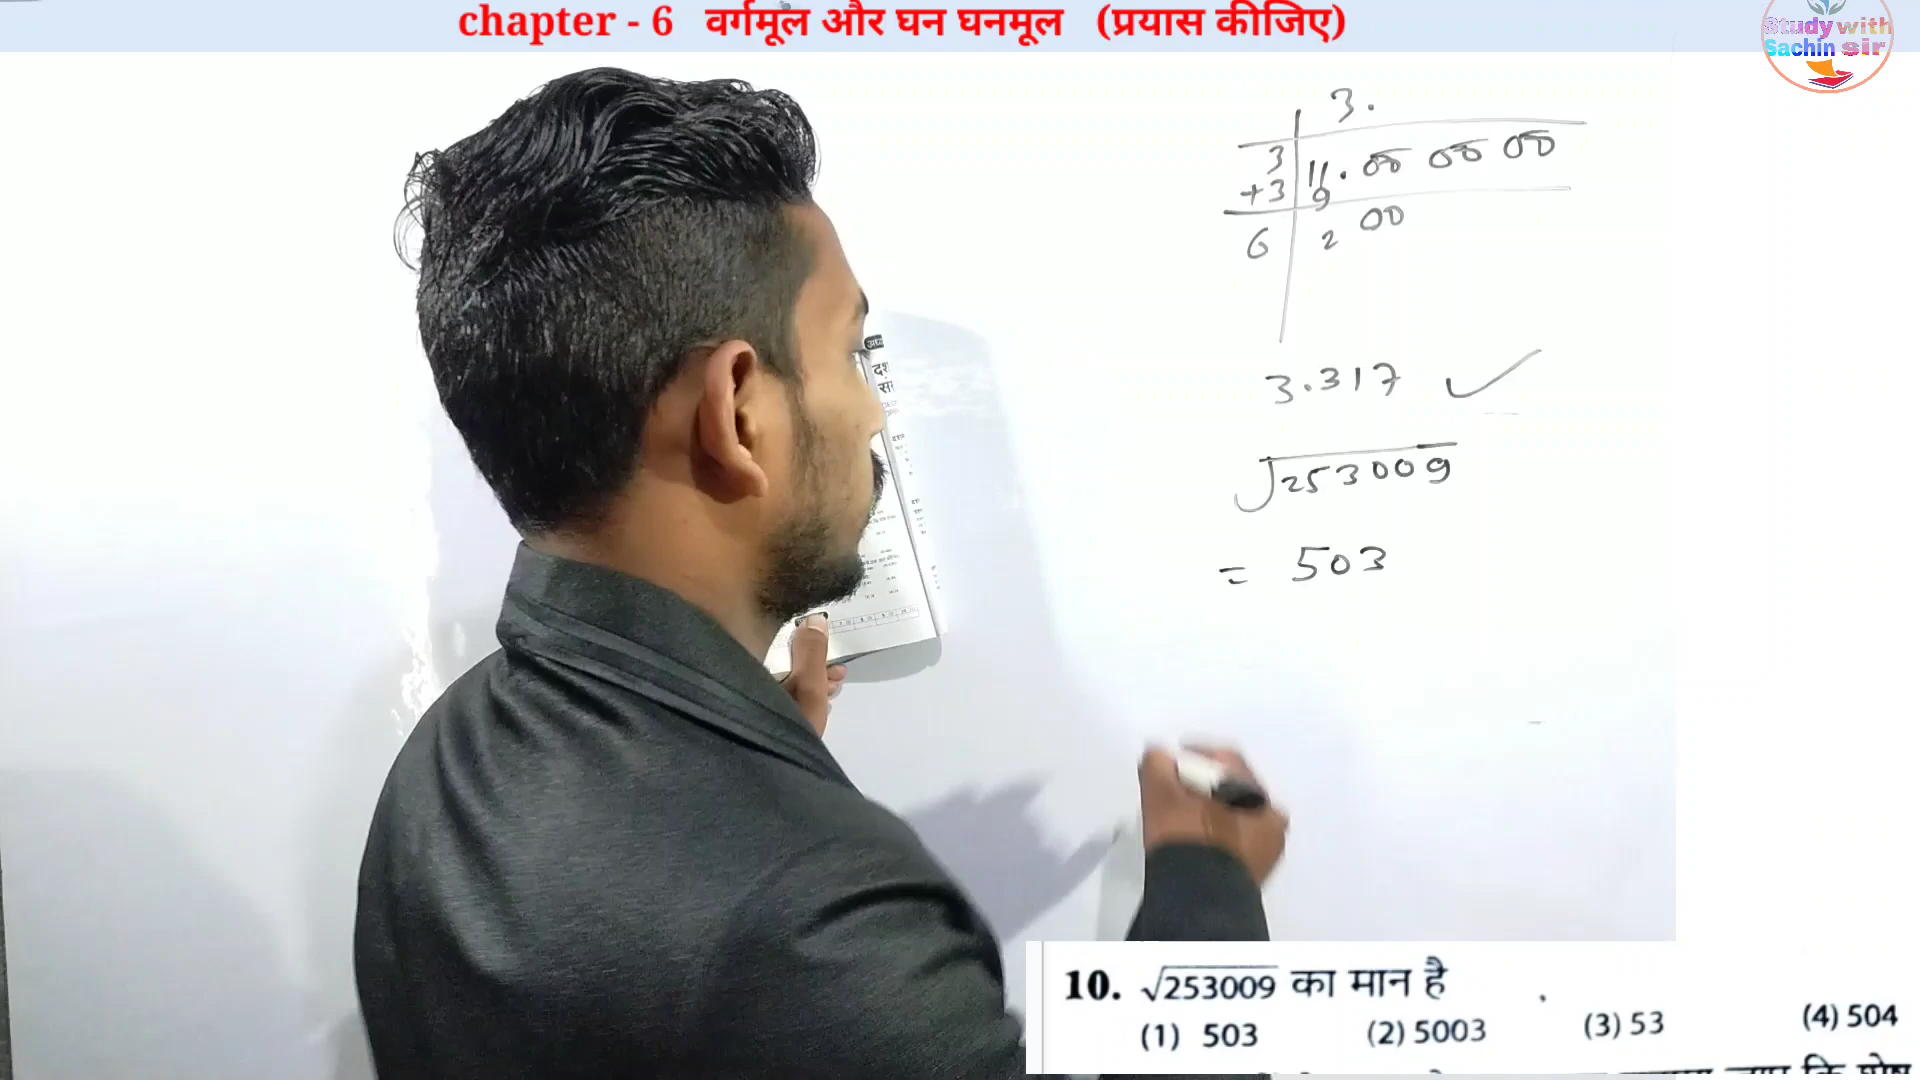 chapter - 6 वर्गमूल और घन घनमूल (प्रयास कीजिए)
Study with
Sachin sir
3.
3 11. 00 00 00
+3 9
6 2 00
3.317 ✓
√253009
= 503
10. √253009 का मान है
(1) 503 (2) 5003 (3) 53 (4) 504